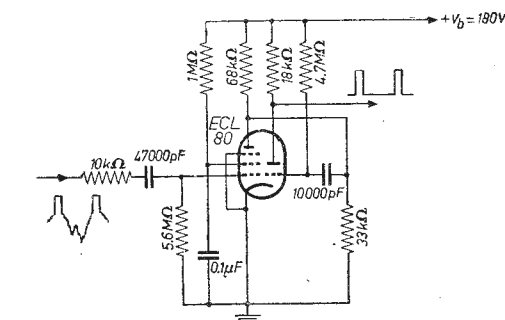 +V_b = 180V
1MΩ
68kΩ
18kΩ
4.7MΩ
ECL
80
10kΩ
47000pF
10000pF
5.6MΩ
0.1µF
33kΩ